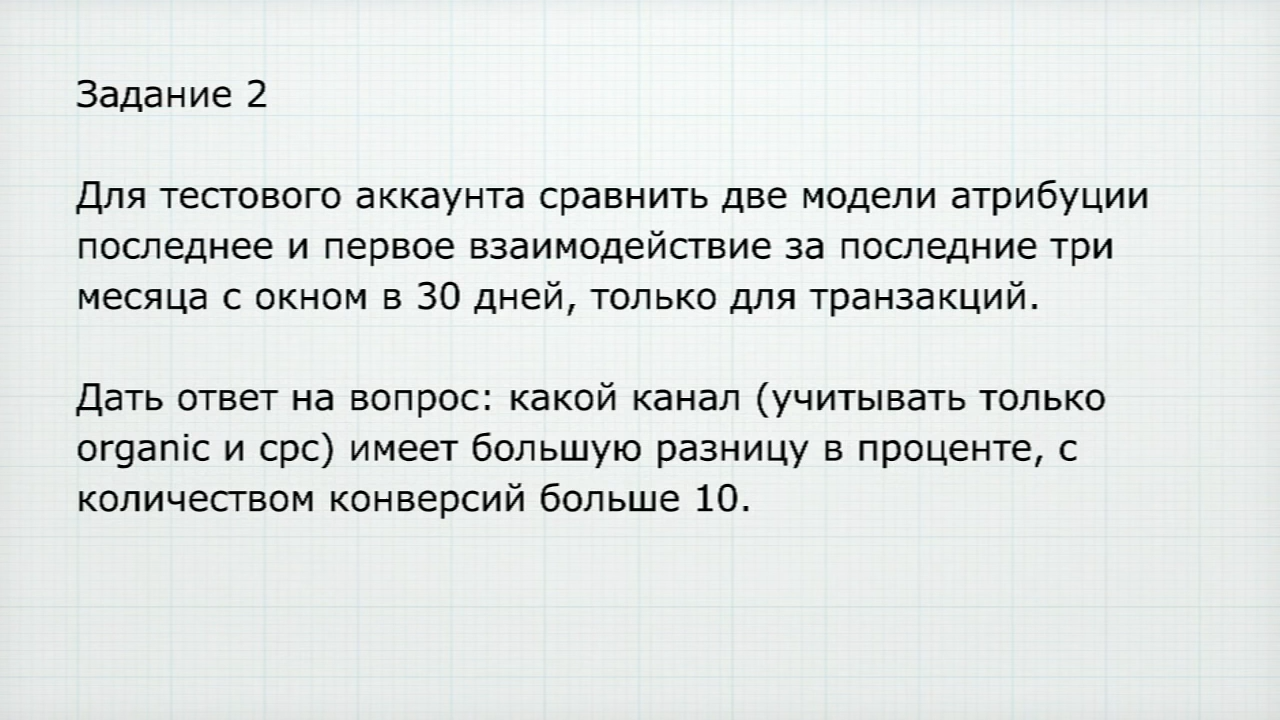 Задание 2
Для тестового аккаунта сравнить две модели атрибуции
последнее и первое взаимодействие за последние три
месяца с окном в 30 дней, только для транзакций.
Дать ответ на вопрос: какой канал (учитывать только
organic и cpc) имеет большую разницу в проценте, с
количеством конверсий больше 10.